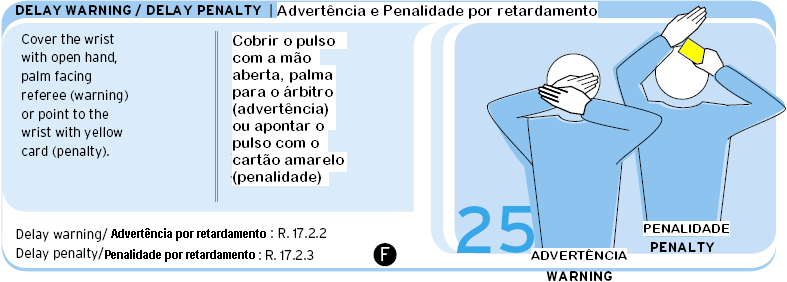 DELAY WARNING / DELAY PENALTY | Advertência e Penalidade por retardamento
Cover the wrist
with open hand,
palm facing
referee (warning)
or point to the
wrist with yellow
card (penalty).
Cobrir o pulso
com a mão
aberta, palma
para o árbitro
(advertência)
ou apontar o
pulso com o
cartão amarelo
(penalidade)
Delay warning/ Advertência por retardamento : R. 17.2.2
Delay penalty/Penalidade por retardamento : R. 17.2.3
F
25
ADVERTÊNCIA
WARNING
PENALIDADE
PENALTY